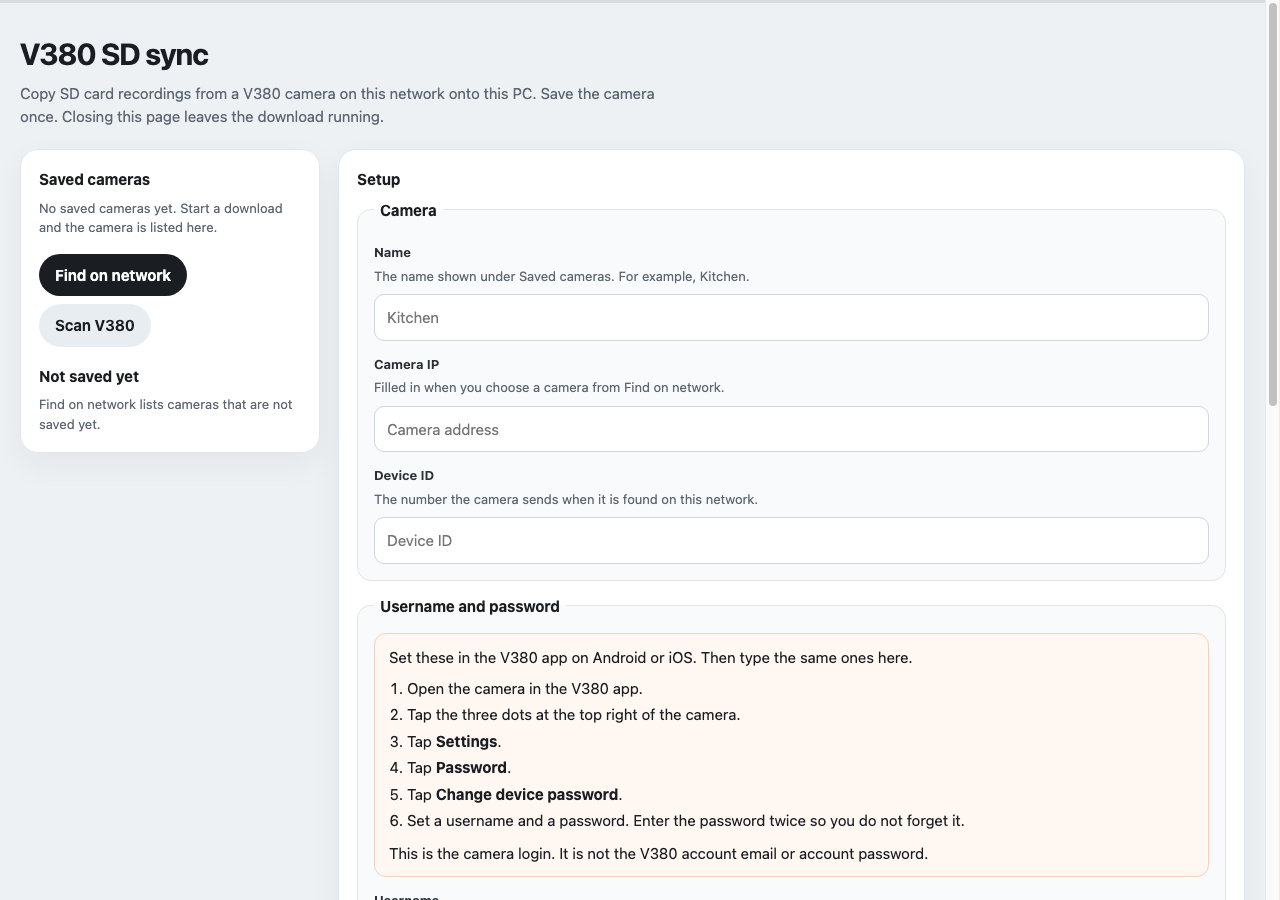 V380 SD sync
Copy SD card recordings from a V380 camera on this network onto this PC. Save the camera
once. Closing this page leaves the download running.
Saved cameras
No saved cameras yet. Start a download
and the camera is listed here.
Find on network
Scan V380
Not saved yet
Find on network lists cameras that are not
saved yet.
Setup
Camera
Name
The name shown under Saved cameras. For example, Kitchen.
Kitchen
Camera IP
Filled in when you choose a camera from Find on network.
Camera address
Device ID
The number the camera sends when it is found on this network.
Device ID
Username and password
Set these in the V380 app on Android or iOS. Then type the same ones here.
1. Open the camera in the V380 app.
2. Tap the three dots at the top right of the camera.
3. Tap Settings.
4. Tap Password.
5. Tap Change device password.
6. Set a username and a password. Enter the password twice so you do not forget it.
This is the camera login. It is not the V380 account email or account password.
Username